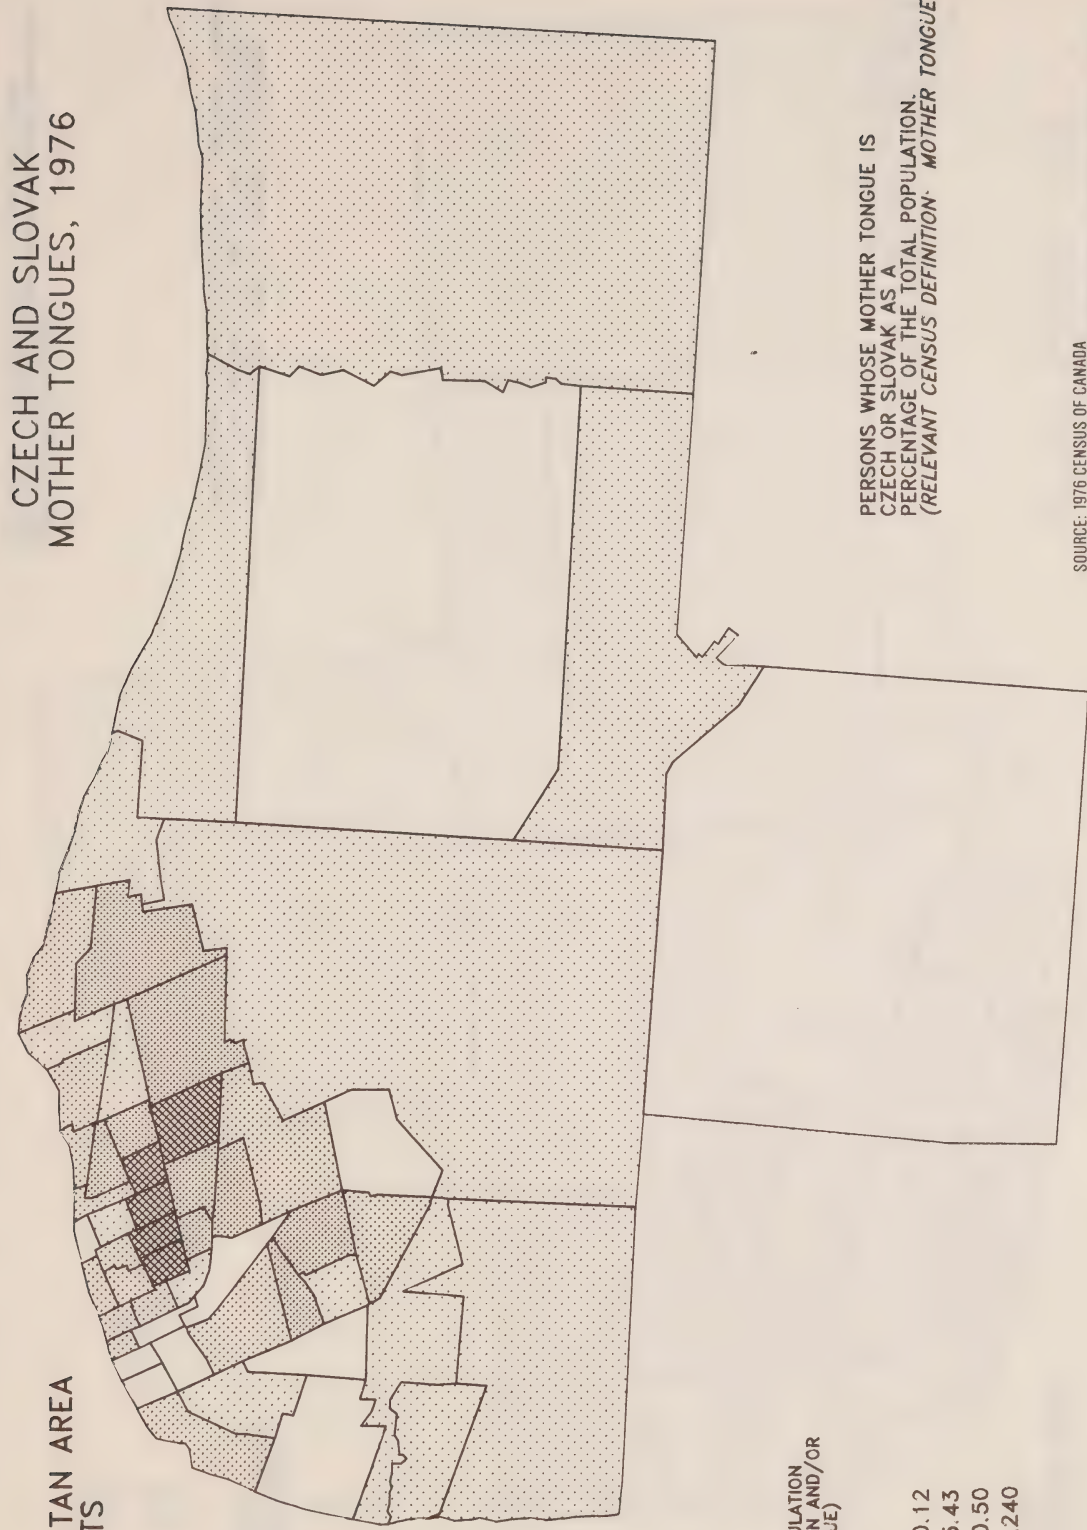 CZECH AND SLOVAK
MOTHER TONGUES, 1976
TAN AREA
TS
PERSONS WHOSE MOTHER TONGUE IS
CZECH OR SLOVAK AS A
PERCENTAGE OF THE TOTAL POPULATION.
(RELEVANT CENSUS DEFINITION- MOTHER TONGUE
ULATION
N AND/OR
UE)
0.12
.43
0.50
240
SOURCE: 1976 CENSUS OF CANADA